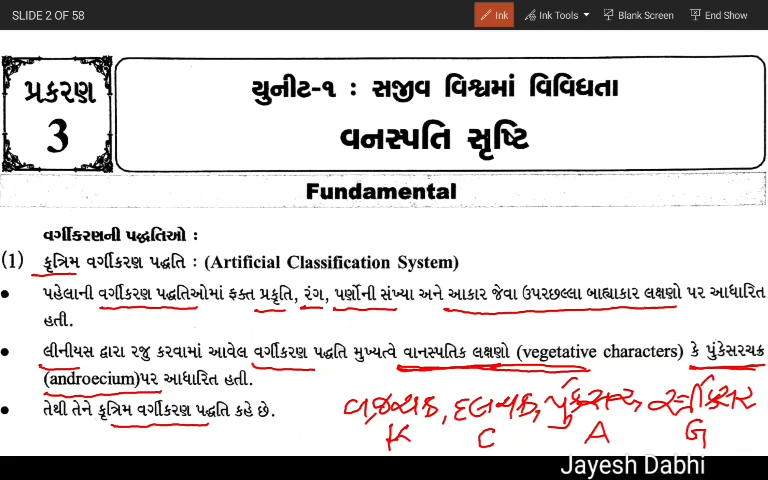 SLIDE 2 OF 58
Ink
Ink Tools
Blank Screen
End Show
પ્રકરણ
3
યુનીટ-૧ : સજીવ વિશ્વમાં વિવિધતા
વનસ્પતિ સૃષ્ટિ
Fundamental
વર્ગીકરણની પદ્ધતિઓ :
(1) કૃત્રિમ વર્ગીકરણ પદ્ધતિ : (Artificial Classification System)
• પહેલાની વર્ગીકરણ પદ્ધતિઓમાં ફક્ત પ્રકૃતિ, રંગ, પર્ણોની સંખ્યા અને આકાર જેવા ઉપરછલ્લા બાહ્યાકાર લક્ષણો પર આધારિત
હતી.
• લીનીયસ દ્વારા રજુ કરવામાં આવેલ વર્ગીકરણ પદ્ધતિ મુખ્યત્વે વાનસ્પતિક લક્ષણો (vegetative characters) કે પુંકેસરચક્ર
(androecium)પર આધારિત હતી.
• તેથી તેને કૃત્રિમ વર્ગીકરણ પદ્ધતિ કહે છે.
વજ્રચક્ર, દલચક્ર, પુંકેસર, સ્ત્રીકેસર
K C A G
Jayesh Dabhi